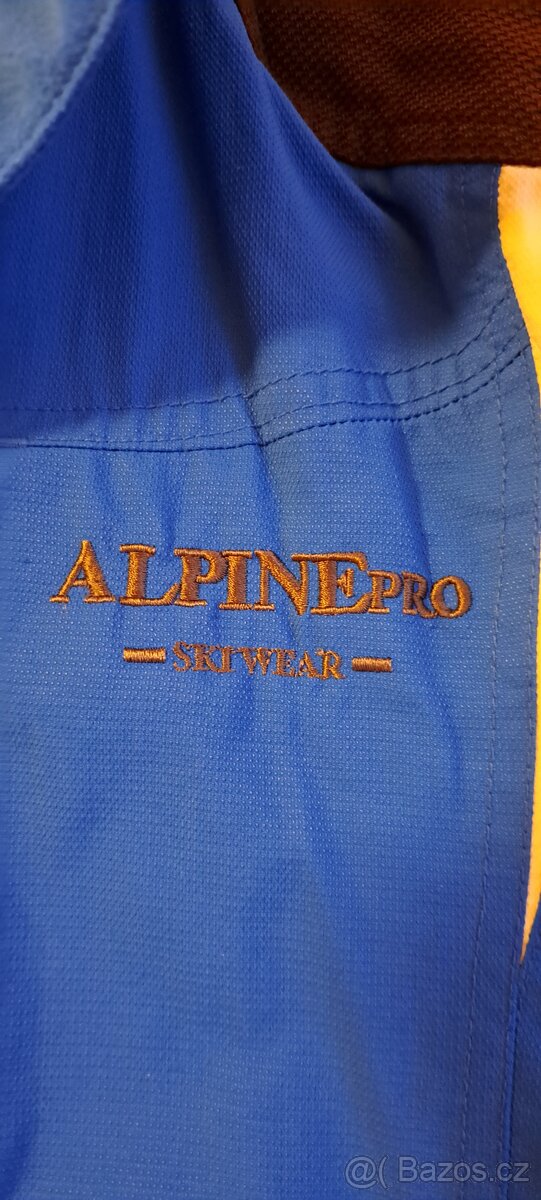 ALPINEPRO
- SKIWEAR -
@( Bazos.cz